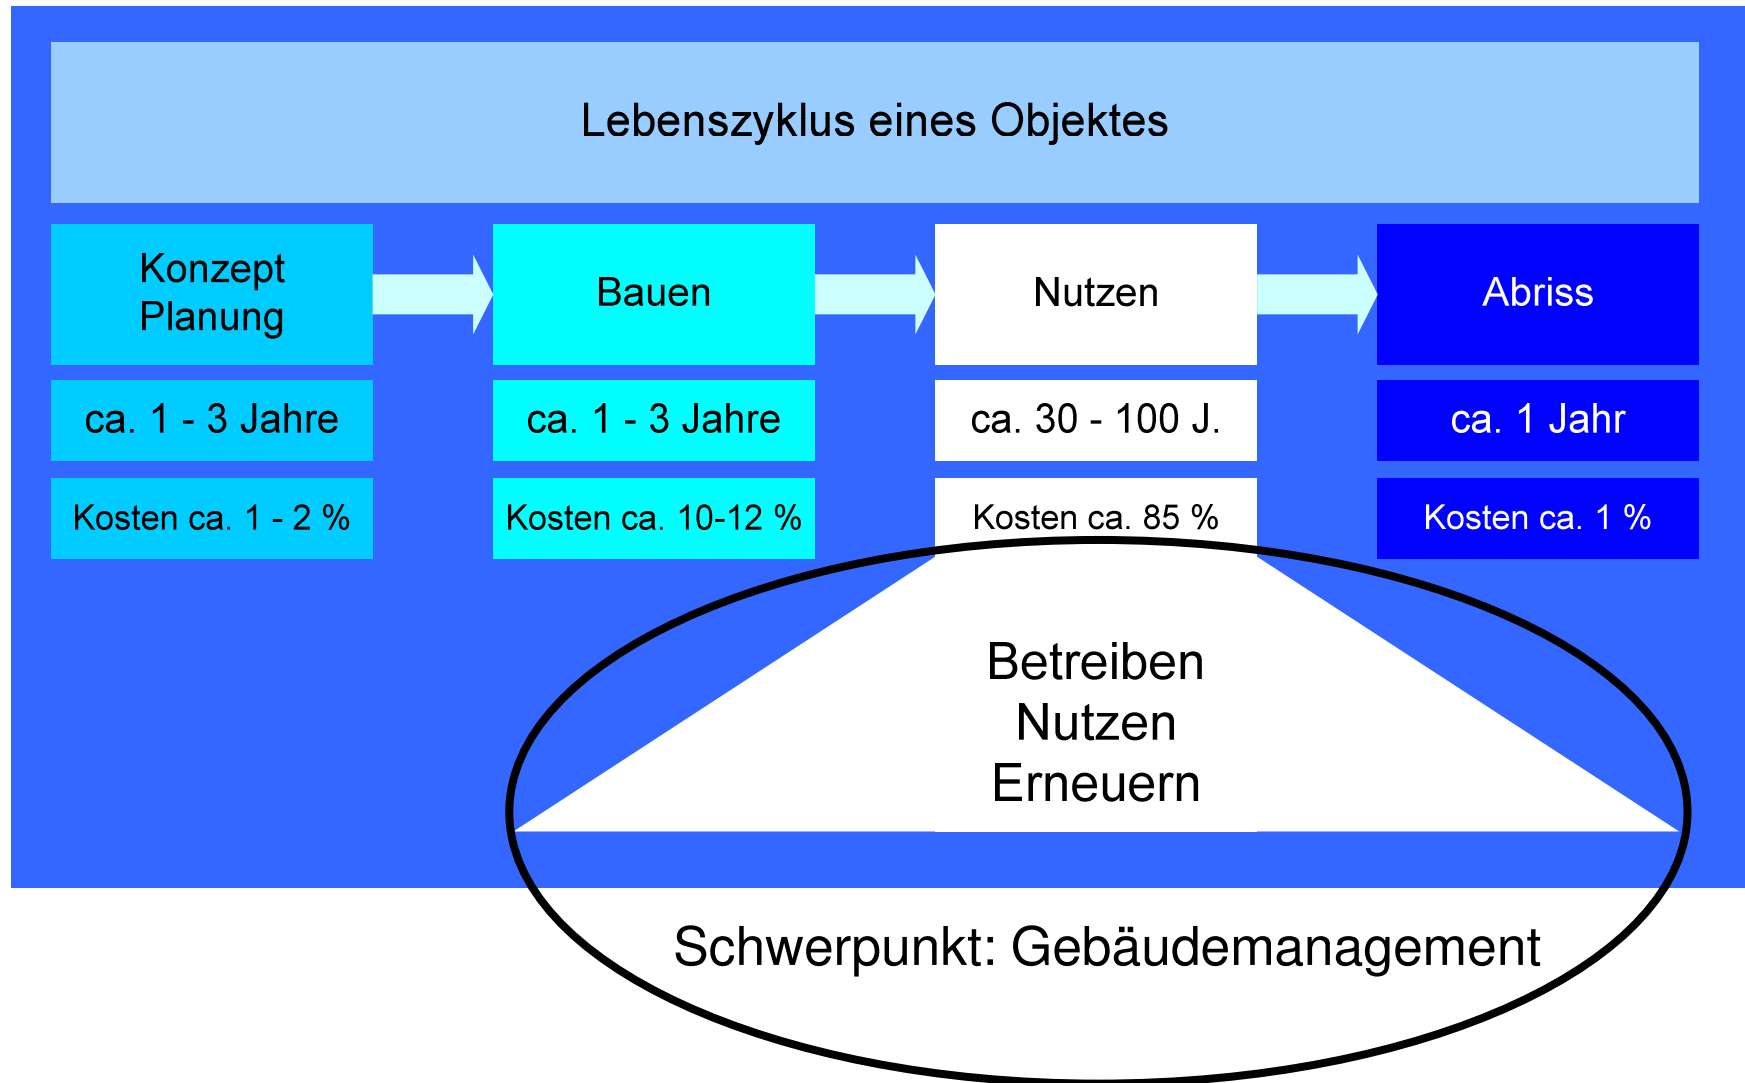 Lebenszyklus eines Objektes
Konzept
Planung
Bauen
Nutzen
Abriss
ca. 1 - 3 Jahre
ca. 1 - 3 Jahre
ca. 30 - 100 J.
ca. 1 Jahr
Kosten ca. 1 - 2 %
Kosten ca. 10-12 %
Kosten ca. 85 %
Kosten ca. 1 %
Betreiben
Nutzen
Erneuern
Schwerpunkt: Gebäudemanagement